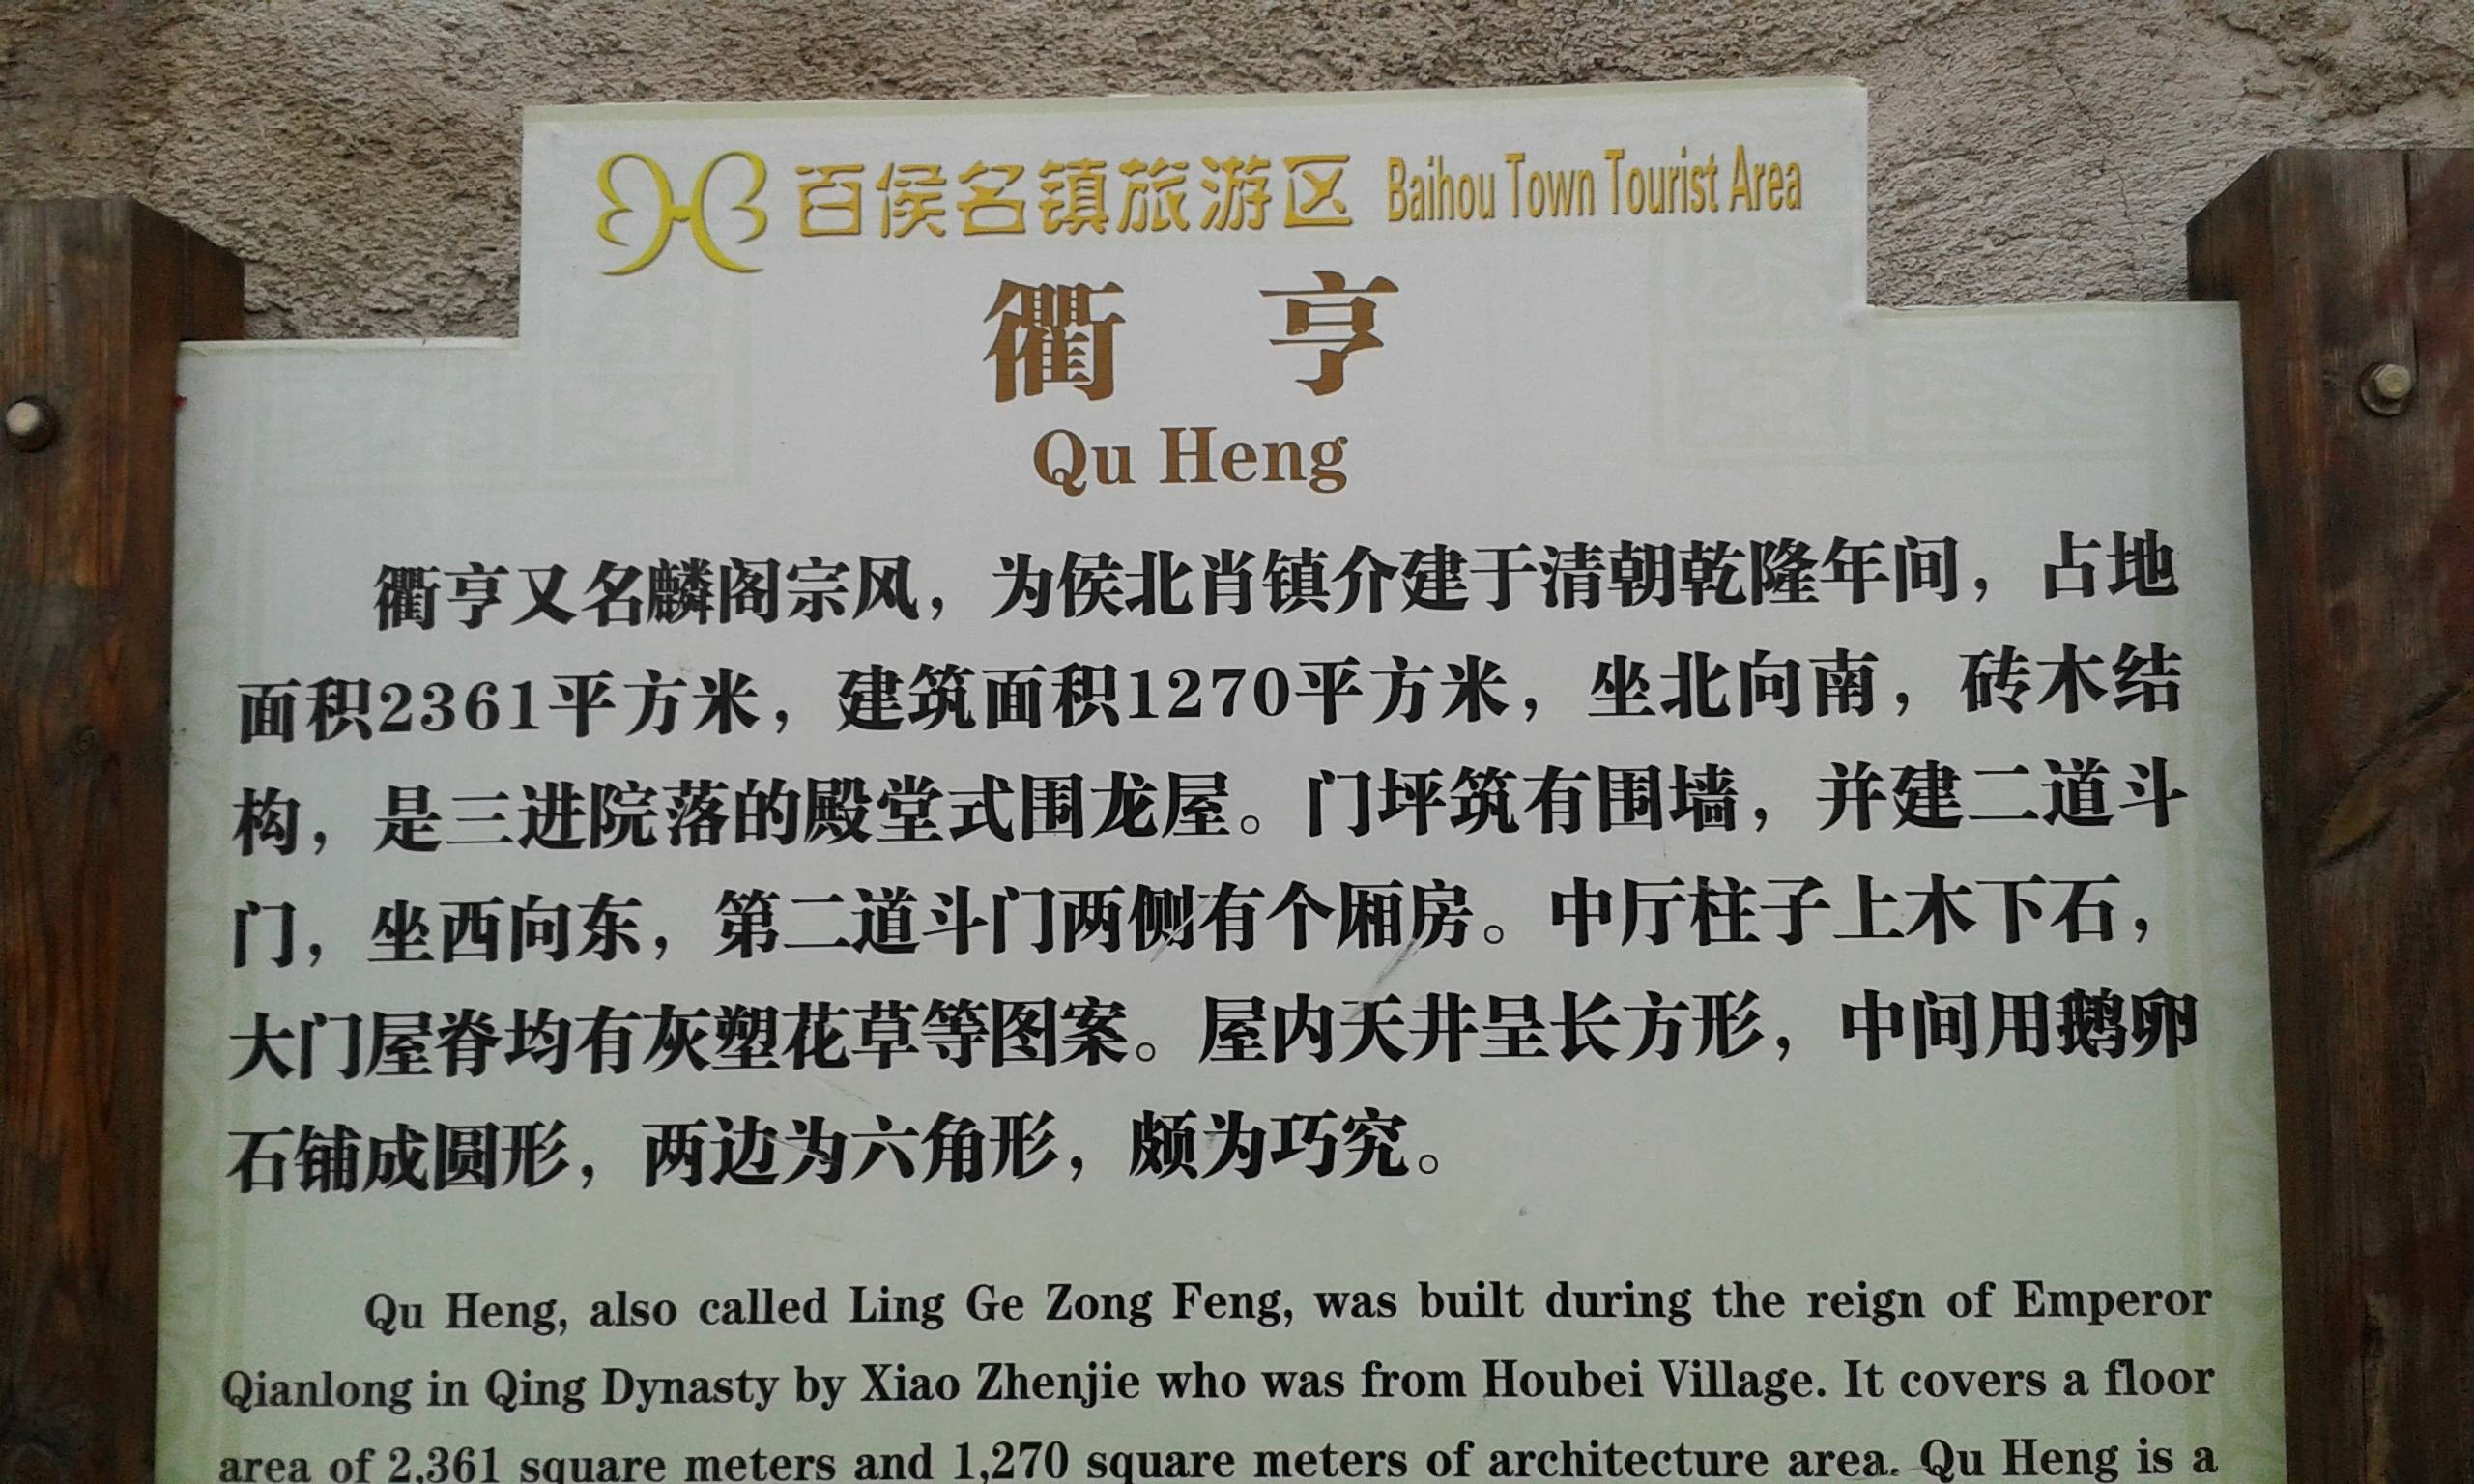 百侯名镇旅游区 Baihou Town Tourist Area
衢 亨
Qu Heng
衢亨又名麟阁宗风，为侯北肖镇介建于清朝乾隆年间，占地
面积2361平方米，建筑面积1270平方米，坐北向南，砖木结
构，是三进院落的殿堂式围龙屋。门坪筑有围墙，并建二道斗
门，坐西向东，第二道斗门两侧有个厢房。中厅柱子上木下石，
大门屋脊均有灰塑花草等图案。屋内天井呈长方形，中间用鹅卵
石铺成圆形，两边为六角形，颇为巧究。
Qu Heng, also called Ling Ge Zong Feng, was built during the reign of Emperor
Qianlong in Qing Dynasty by Xiao Zhenjie who was from Houbei Village. It covers a floor
area of 2,361 square meters and 1,270 square meters of architecture area. Qu Heng is a